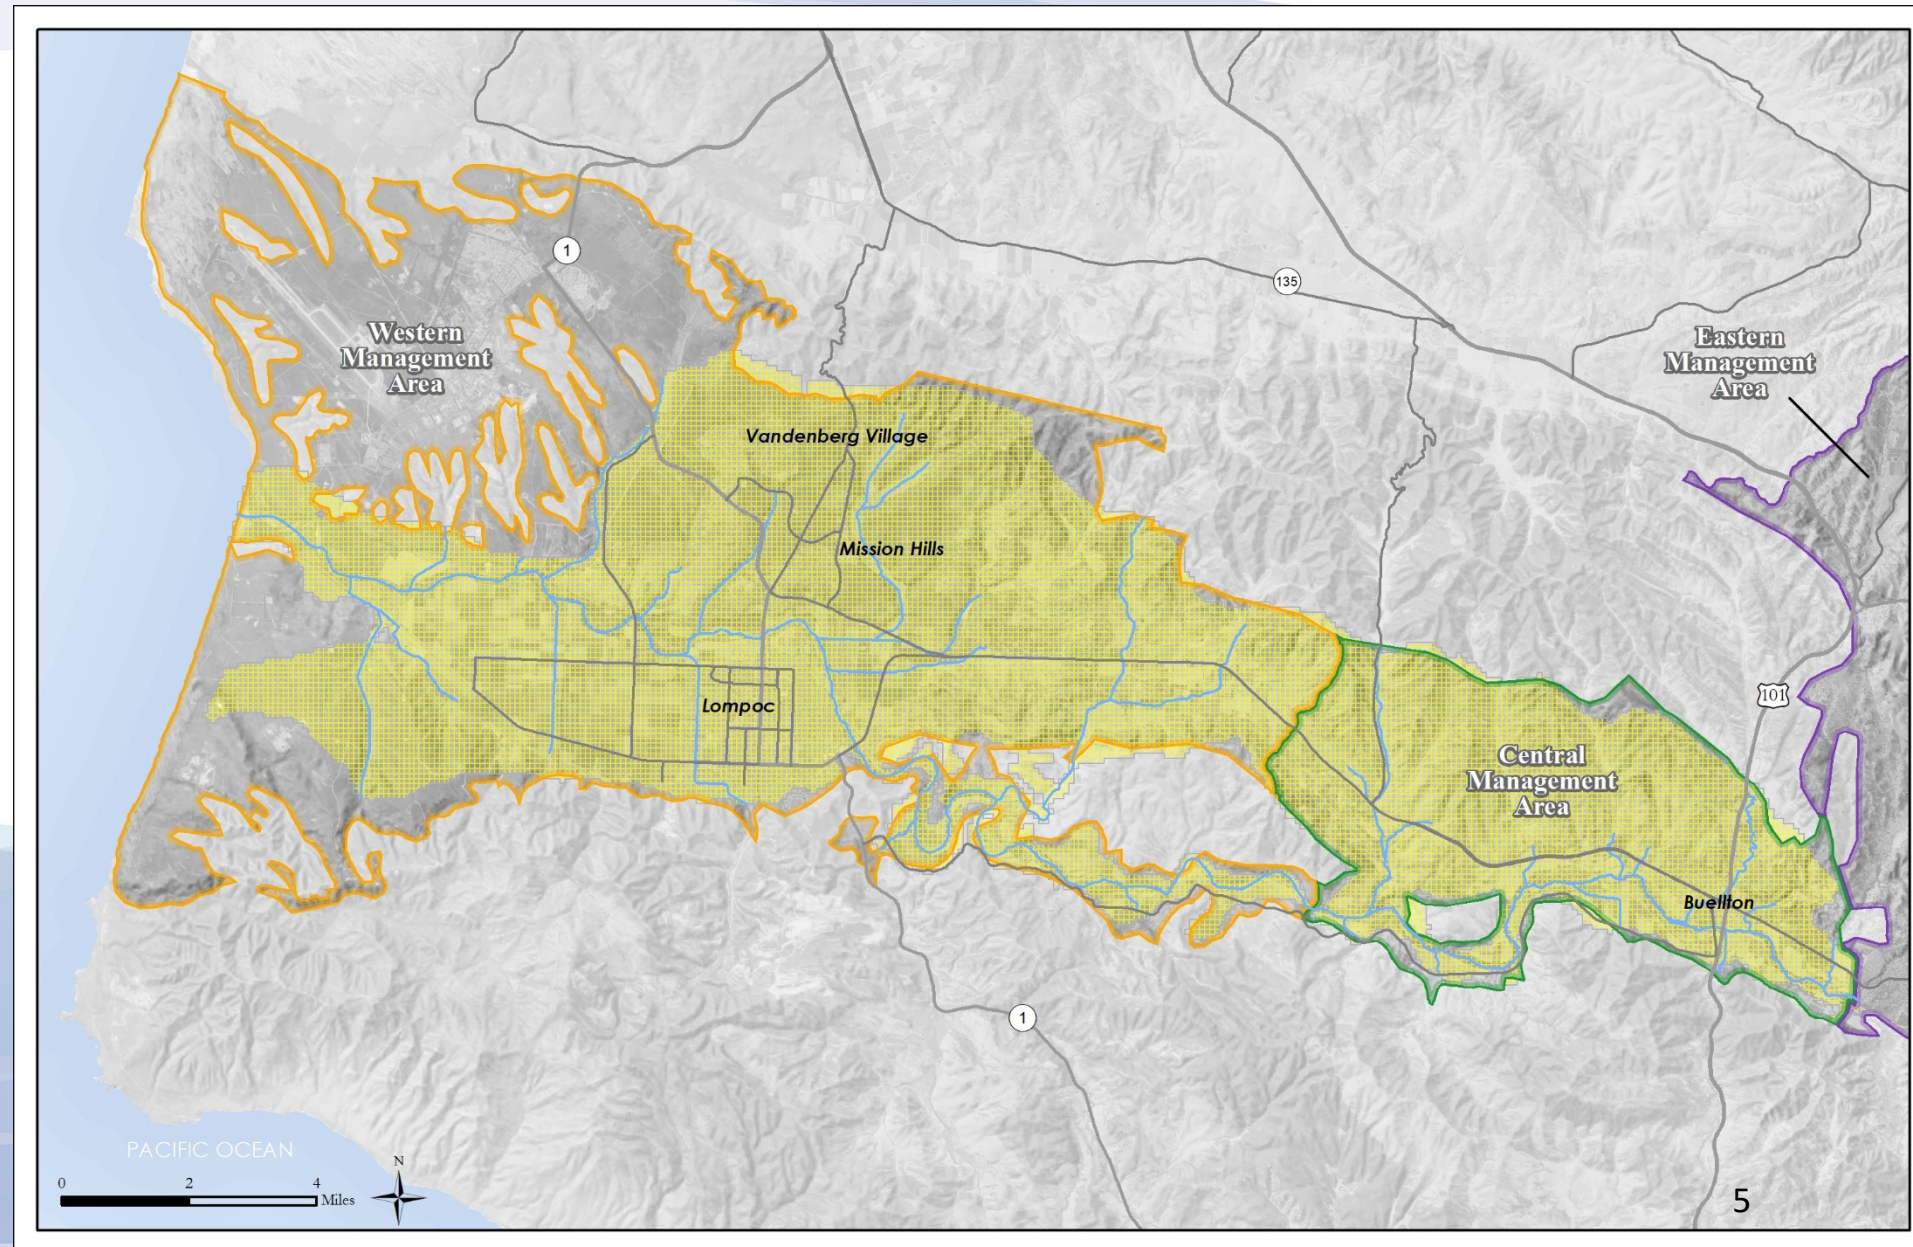 1
135
Western
Management
Area
Eastern
Management
Area
Vandenberg Village
Mission Hills
Lompoc
101
Central
Management
Area
Buellton
1
PACIFIC OCEAN
N
0 2 4
Miles
5